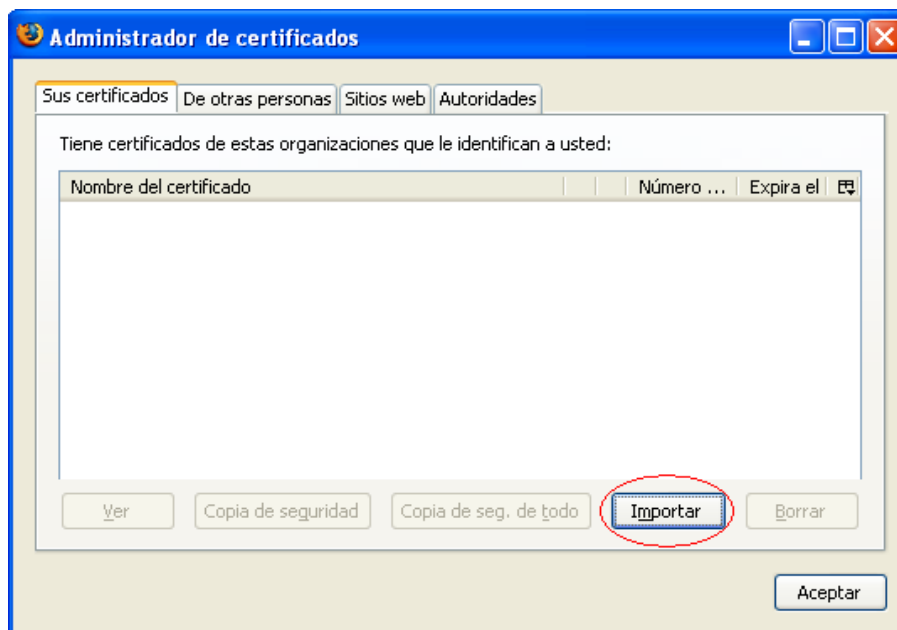 Administrador de certificados
Sus certificados De otras personas Sitios web Autoridades
Tiene certificados de estas organizaciones que le identifican a usted:
Nombre del certificado Número ... Expira el
Ver Copia de seguridad Copia de seg. de todo Importar Borrar
Aceptar